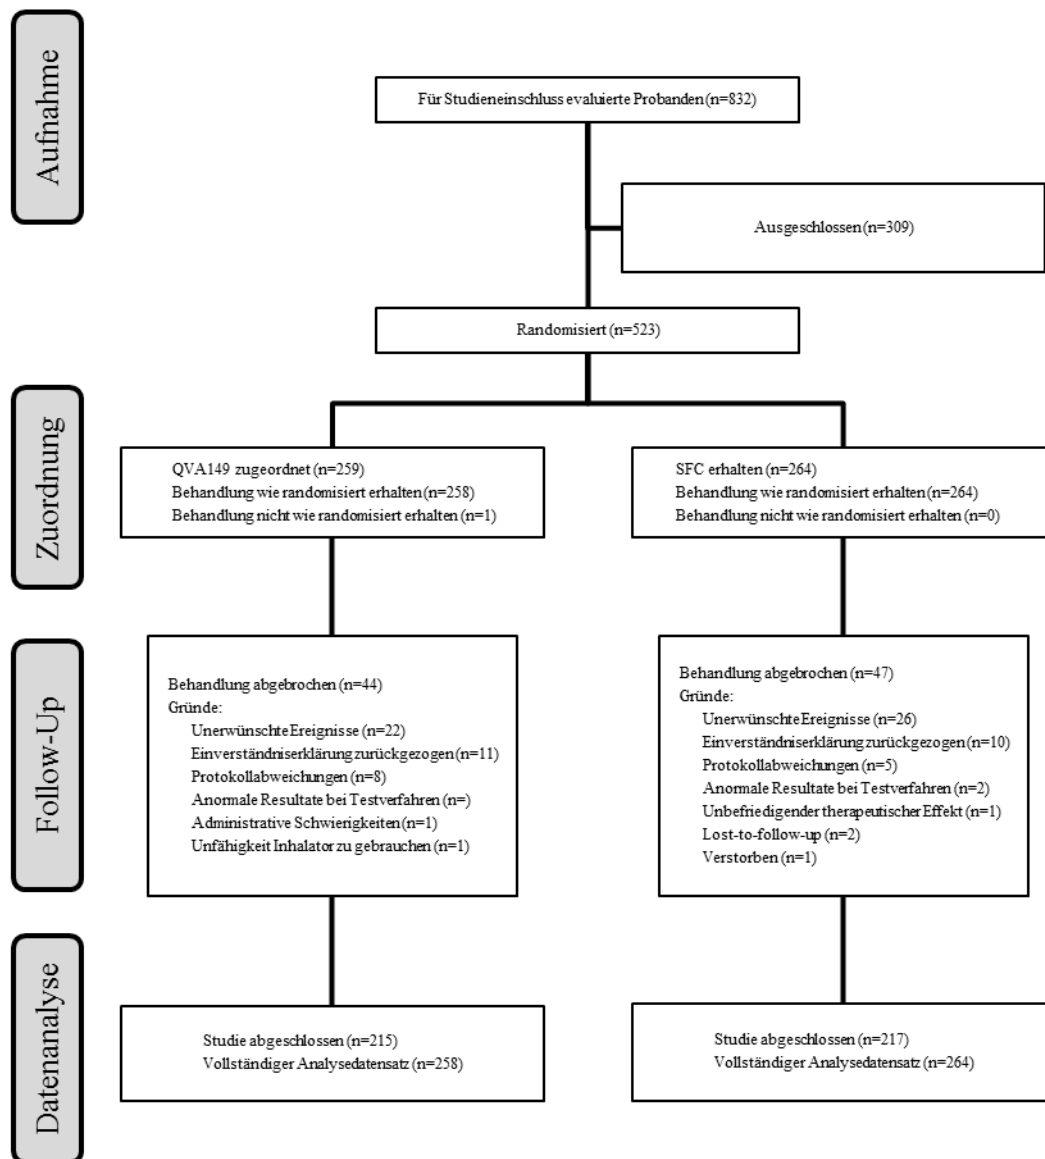 Aufnahme
Für Studieneinschluss evaluierte Probanden (n=832)
Ausgeschlossen (n=309)
Randomisiert (n=523)
Zuordnung
QVA149 zugeordnet (n=259)
Behandlung wie randomisiert erhalten (n=258)
Behandlung nicht wie randomisiert erhalten (n=1)
SFC erhalten (n=264)
Behandlung wie randomisiert erhalten (n=264)
Behandlung nicht wie randomisiert erhalten (n=0)
Follow-Up
Behandlung abgebrochen (n=44)
Gründe:
Unerwünschte Ereignisse (n=22)
Einverständniserklärung zurückgezogen (n=11)
Protokollabweichungen (n=8)
Anormale Resultate bei Testverfahren (n=)
Administrative Schwierigkeiten (n=1)
Unfähigkeit Inhalator zu gebrauchen (n=1)
Behandlung abgebrochen (n=47)
Gründe:
Unerwünschte Ereignisse (n=26)
Einverständniserklärung zurückgezogen (n=10)
Protokollabweichungen (n=5)
Anormale Resultate bei Testverfahren (n=2)
Unbefriedigender therapeutischer Effekt (n=1)
Lost-to-follow-up (n=2)
Verstorben (n=1)
Datenanalyse
Studie abgeschlossen (n=215)
Vollständiger Analysedatensatz (n=258)
Studie abgeschlossen (n=217)
Vollständiger Analysedatensatz (n=264)